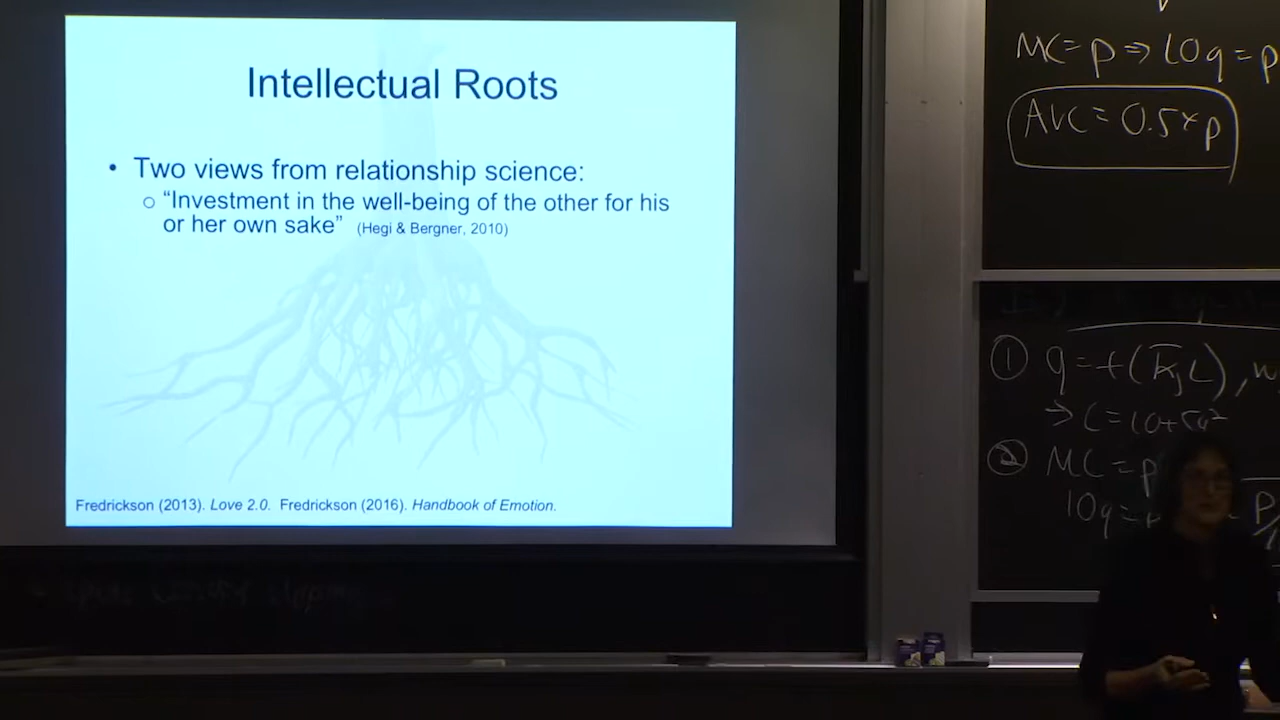 Intellectual Roots
• Two views from relationship science:
○ “Investment in the well-being of the other for his
or her own sake” (Hegi & Bergner, 2010)
Fredrickson (2013). Love 2.0. Fredrickson (2016). Handbook of Emotion.
MC = p ⇒ 10q = p
AVC = 0.5 × p
① q = f(K̅, L), w
⇒ C = 10 + 5q²
② MC = p
10q =